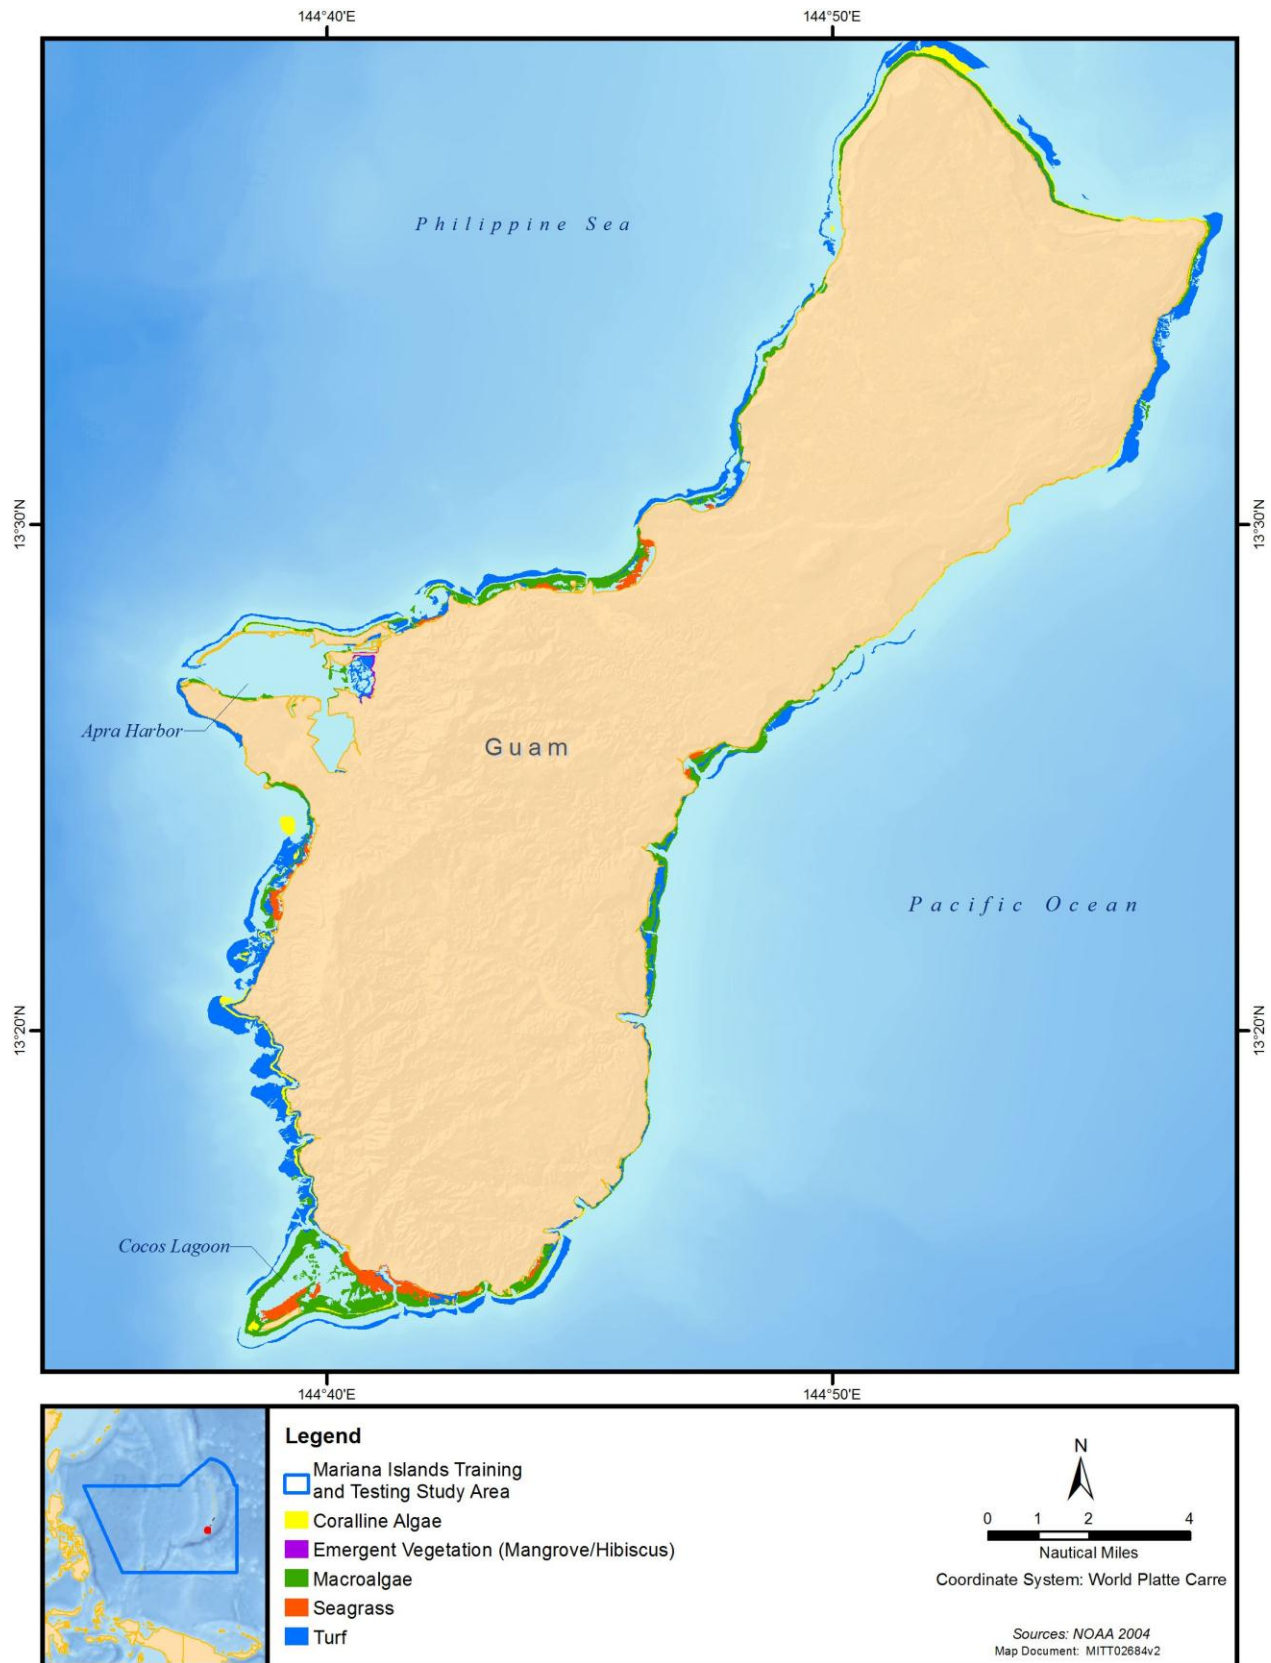 144°40'E
144°50'E
Philippine Sea
13°30'N
13°30'N
Apra Harbor
Guam
Pacific Ocean
13°20'N
13°20'N
Cocos Lagoon
144°40'E
144°50'E
Legend
Mariana Islands Training
and Testing Study Area
Coralline Algae
Emergent Vegetation (Mangrove/Hibiscus)
Macroalgae
Seagrass
Turf
N
0 1 2 4
Nautical Miles
Coordinate System: World Platte Carre
Sources: NOAA 2004
Map Document: MITT02684v2